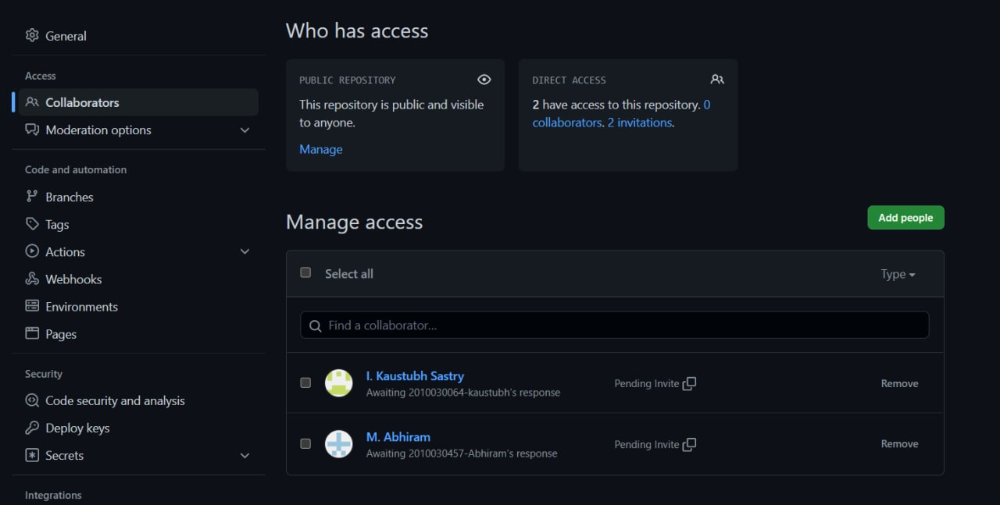 General
Access
Collaborators
Moderation options
Code and automation
Branches
Tags
Actions
Webhooks
Environments
Pages
Security
Code security and analysis
Deploy keys
Secrets
Integrations
Who has access
PUBLIC REPOSITORY
This repository is public and visible
to anyone.
Manage
DIRECT ACCESS
2 have access to this repository. 0
collaborators. 2 invitations.
Manage access
Add people
Select all
Type
Find a collaborator...
I. Kaustubh Sastry
Awaiting 2010030064-kaustubh's response
Pending Invite
Remove
M. Abhiram
Awaiting 2010030457-Abhiram's response
Pending Invite
Remove